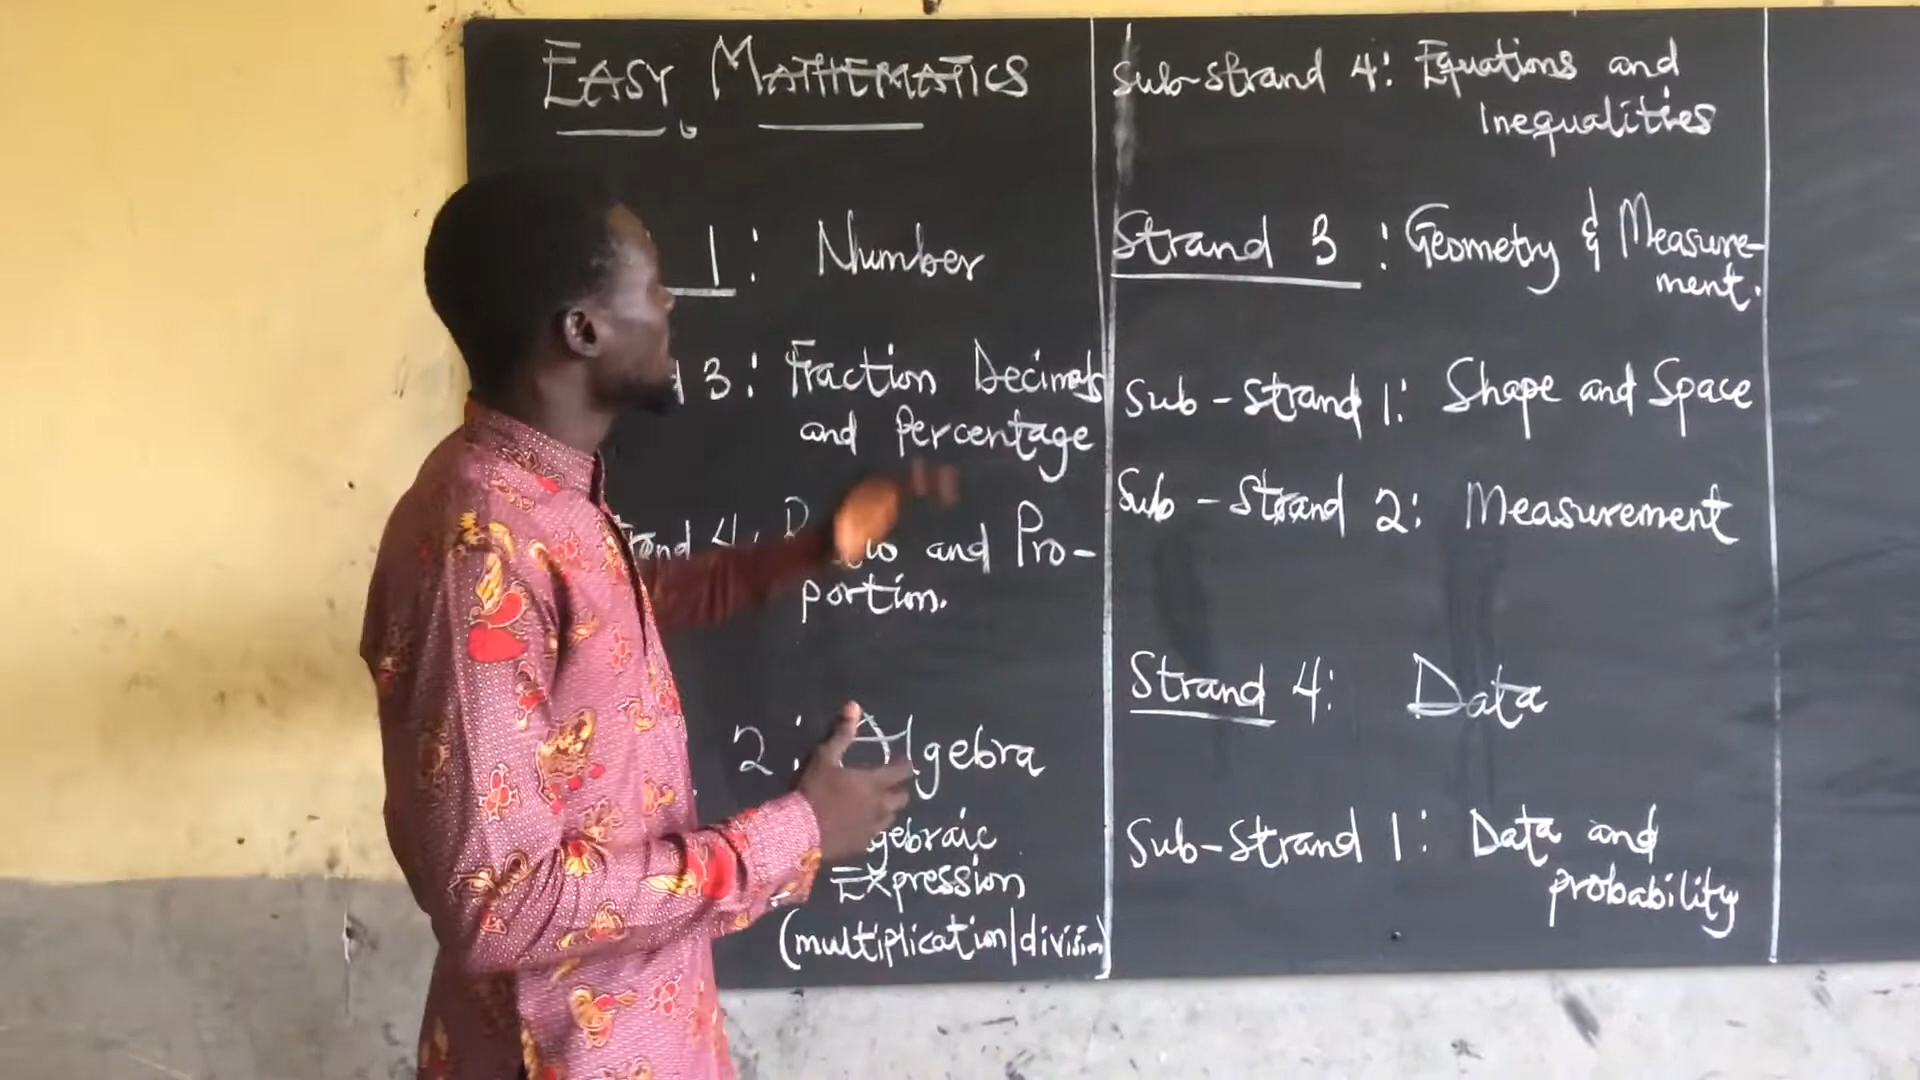 EASY MATHEMATICS
1: Number
3: Fraction Decimals
and Percentage
4: and Pro-
portion.
2: Algebra
Expression
(multiplication/division)
Sub-strand 4: Equations and
Inequalities
Strand 3: Geometry & Measure-
ment.
Sub-Strand 1: Shape and Space
Sub-Strand 2: Measurement
Strand 4: Data
Sub-Strand 1: Data and
probability